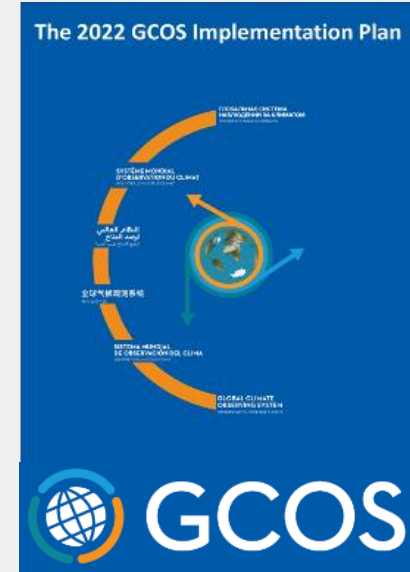 The 2022 GCOS Implementation Plan
ГЛОБАЛЬНАЯ СИСТЕМА
НАБЛЮДЕНИЙ ЗА КЛИМАТОМ
SYSTÈME MONDIAL
D'OBSERVATION DU CLIMAT
النظام العالمي
لرصد المناخ
全球气候观测系统
SISTEMA MUNDIAL
DE OBSERVACIÓN DEL CLIMA
GLOBAL CLIMATE
OBSERVING SYSTEM
GCOS